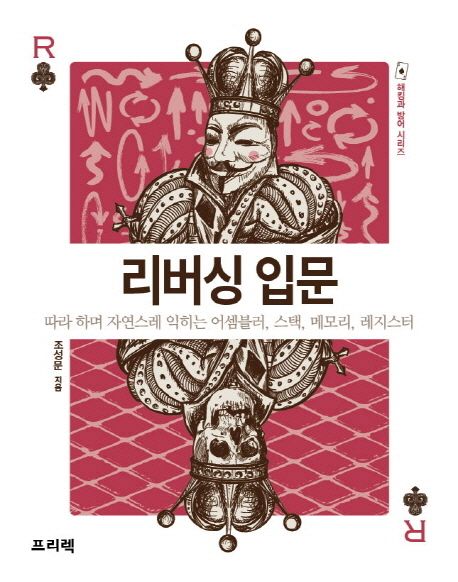 R
해킹과 방어 시리즈
리버싱 입문
따라 하며 자연스레 익히는 어셈블러, 스택, 메모리, 레지스터
조성문 지음
프리렉
R